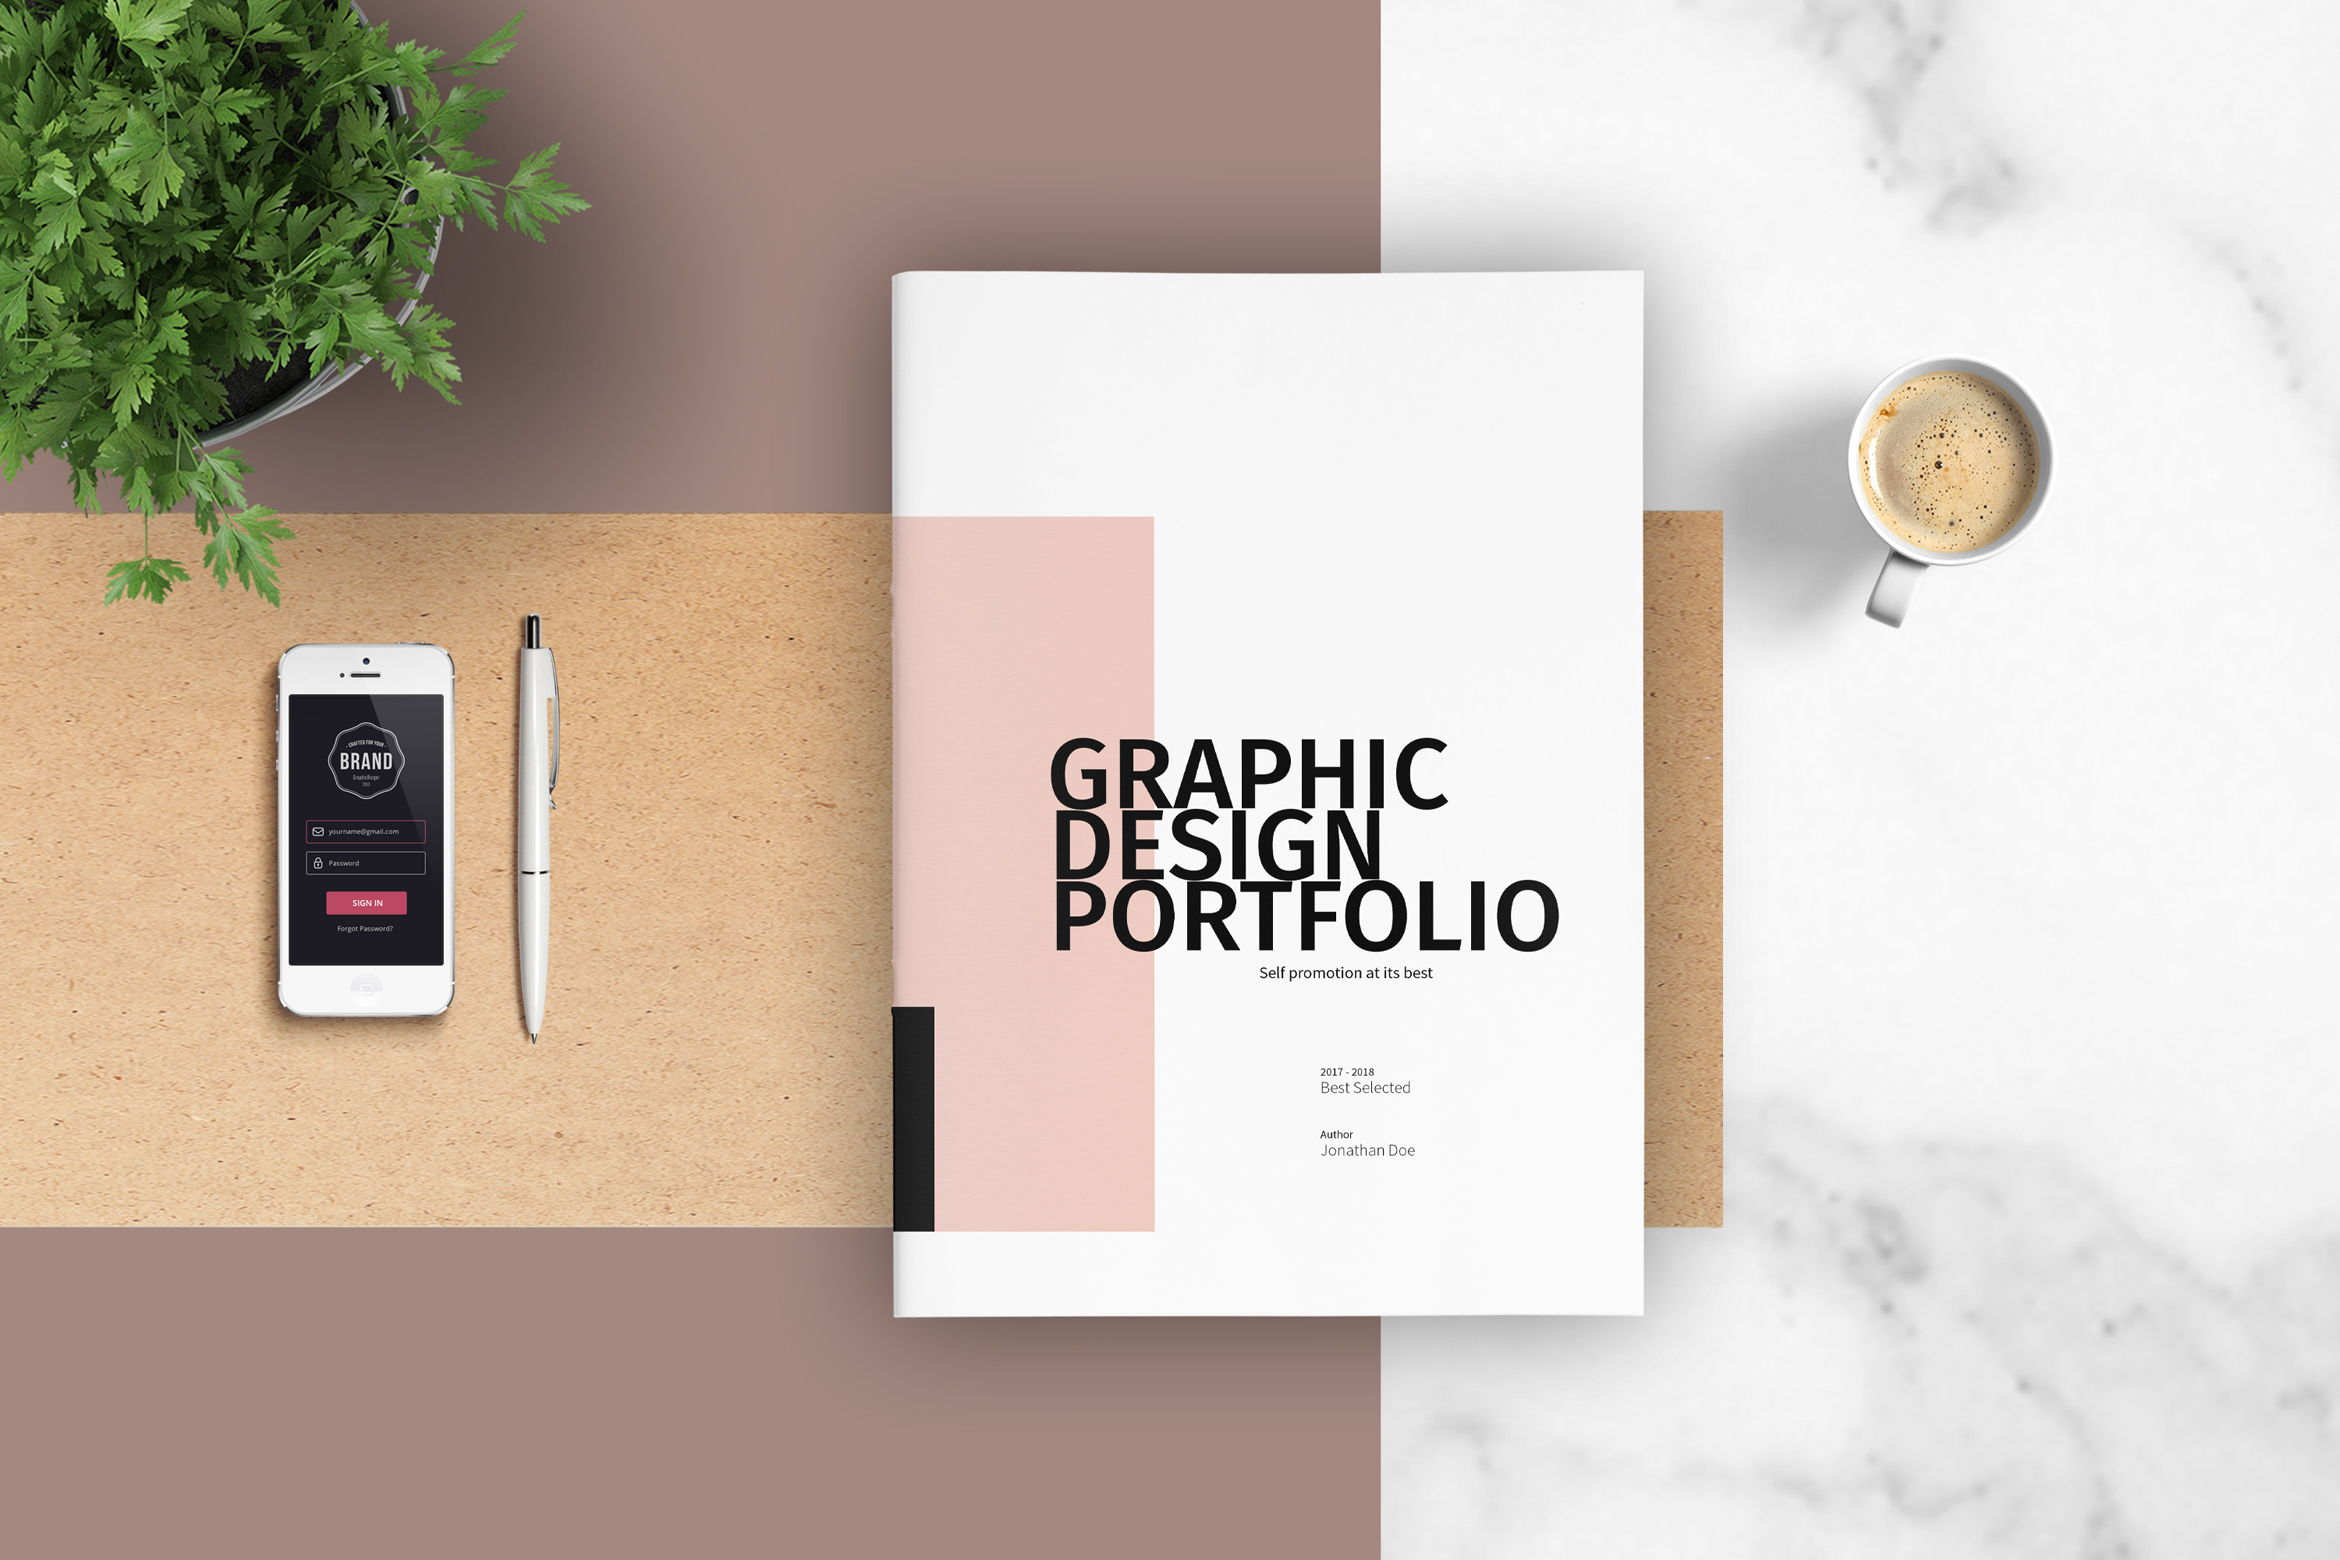 - CRAFTED FOR YOUR -
BRAND
GraphicBurger
yourname@gmail.com
Password
SIGN IN
Forgot Password?
GRAPHIC
DESIGN
PORTFOLIO
Self promotion at its best
2017 - 2018
Best Selected
Author
Jonathan Doe